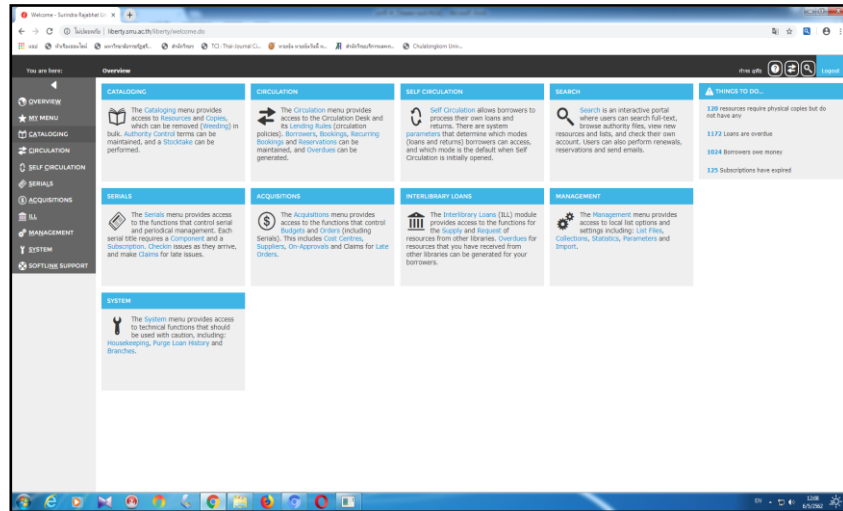 Welcome - Surindra Rajabhat Un
liberty.srru.ac.th/liberty/welcome.do
TCI : Thai Journal C...
Chulalongkorn Univ...
You are here:
Overview
Logout
OVERVIEW
MY MENU
CATALOGING
CIRCULATION
SELF CIRCULATION
SERIALS
ACQUISITIONS
ILL
MANAGEMENT
SYSTEM
SOFTLINK SUPPORT
CATALOGING
The Cataloging menu provides
access to Resources and Copies,
which can be removed (Weeding) in
bulk. Authority Control terms can be
maintained, and a Stocktake can be
performed.
CIRCULATION
The Circulation menu provides
access to the Circulation Desk and
its Lending Rules (circulation
policies). Borrowers, Bookings, Recurring
Bookings and Reservations can be
maintained, and Overdues can be
generated.
SELF CIRCULATION
Self Circulation allows borrowers to
process their own loans and
returns. There are system
parameters that determine which modes
(loans and returns) borrowers can access,
and which mode is the default when Self
Circulation is initially opened.
SEARCH
Search is an interactive portal
where users can search full-text,
browse authority files, view new
resources and lists, and check their own
account. Users can also perform renewals,
reservations and send emails.
THINGS TO DO...
120 resources require physical copies but do
not have any
1172 Loans are overdue
1024 Borrowers owe money
125 Subscriptions have expired
SERIALS
The Serials menu provides access
to the functions that control serial
and periodical management. Each
serial title requires a Component and a
Subscription. Checkin issues as they arrive,
and make Claims for late issues.
ACQUISITIONS
The Acquisitions menu provides
access to the functions that control
Budgets and Orders (including
Serials). This includes Cost Centres,
Suppliers, On-Approvals and Claims for Late
Orders.
INTERLIBRARY LOANS
The Interlibrary Loans (ILL) module
provides access to the functions for
the Supply and Request of
resources from other libraries. Overdues for
resources that you have received from
other libraries can be generated for your
borrowers.
MANAGEMENT
The Management menu provides
access to local list options and
settings including: List Files,
Collections, Statistics, Parameters and
Import.
SYSTEM
The System menu provides access
to technical functions that should
be used with caution, including:
Housekeeping, Purge Loan History and
Branches.
EN
12:08
6/5/2562